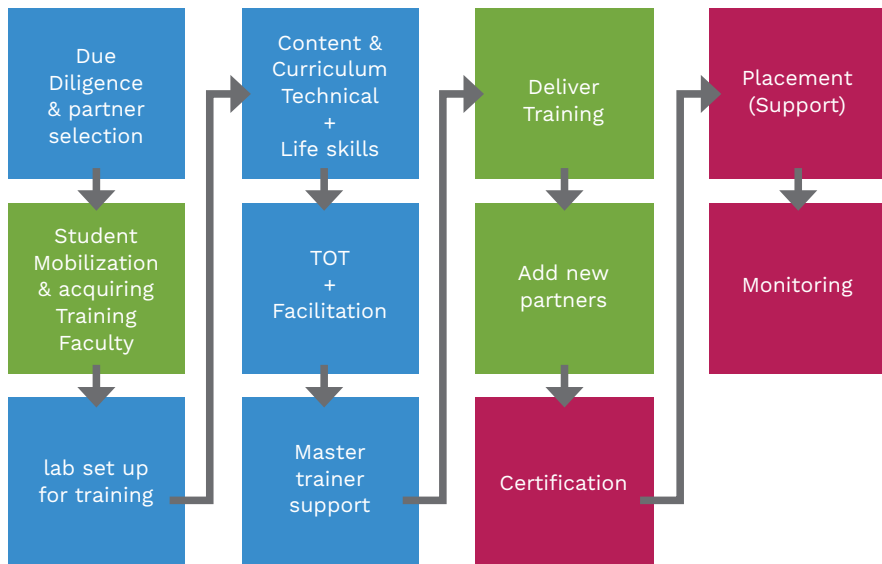 Due
Diligence
& partner
selection
Student
Mobilization
& acquiring
Training
Faculty
lab set up
for training
Content &
Curriculum
Technical
+
Life skills
TOT
+
Facilitation
Master
trainer
support
Deliver
Training
Add new
partners
Certification
Placement
(Support)
Monitoring